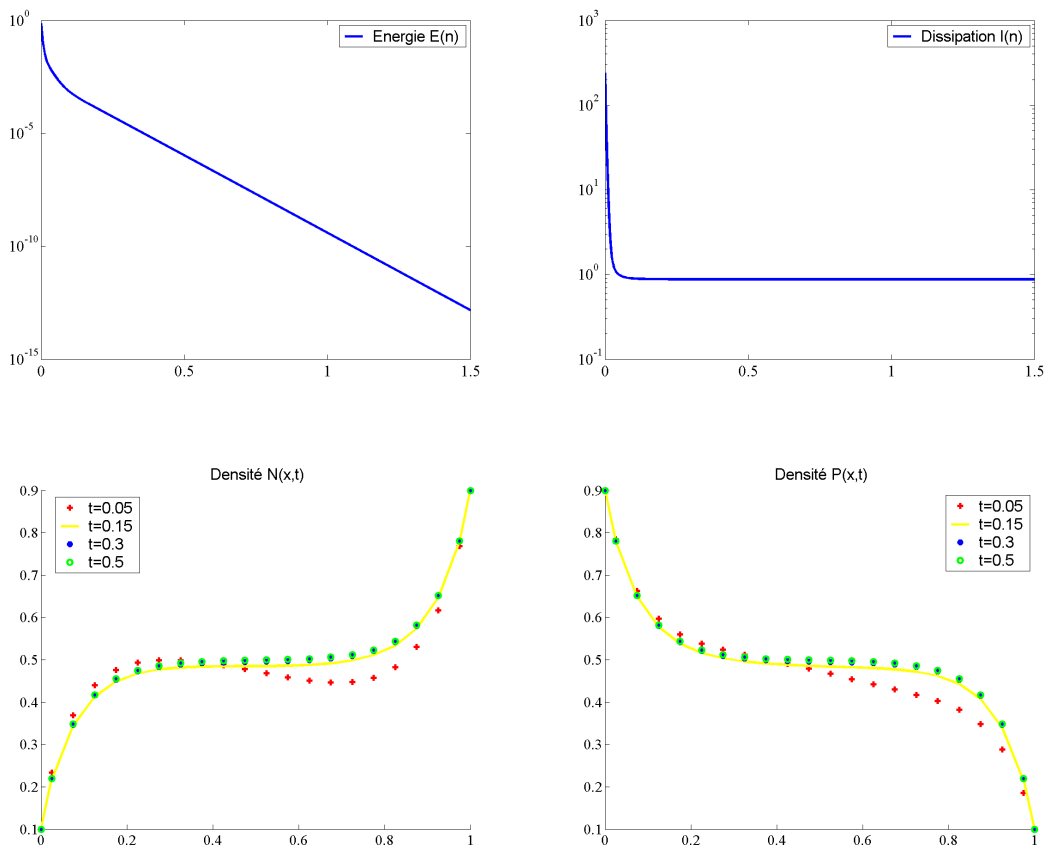 Energie E(n)
10^0
10^-5
10^-10
10^-15
0 0.5 1 1.5
Dissipation I(n)
10^3
10^2
10^1
10^0
10^-1
0 0.5 1 1.5
Densité N(x,t)
t=0.05
t=0.15
t=0.3
t=0.5
0.9
0.8
0.7
0.6
0.5
0.4
0.3
0.2
0.1
0 0.2 0.4 0.6 0.8 1
Densité P(x,t)
t=0.05
t=0.15
t=0.3
t=0.5
0.9
0.8
0.7
0.6
0.5
0.4
0.3
0.2
0.1
0 0.2 0.4 0.6 0.8 1